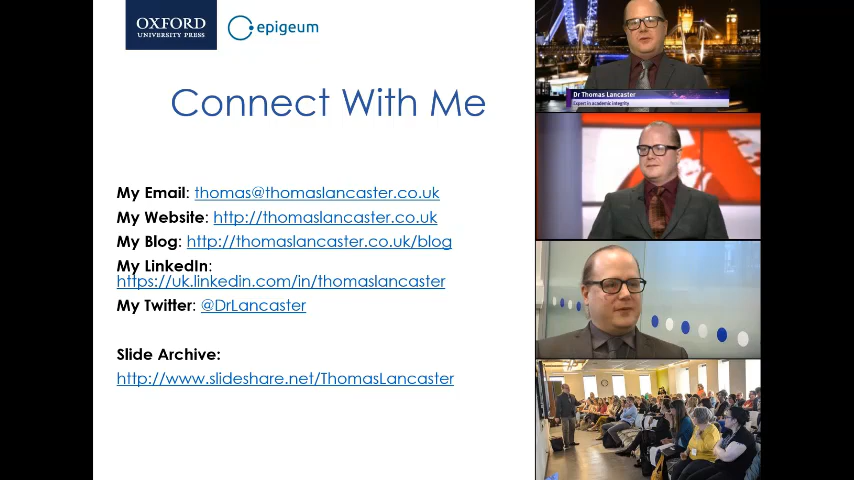 OXFORD
UNIVERSITY PRESS
epigeum
Connect With Me
My Email: thomas@thomaslancaster.co.uk
My Website: http://thomaslancaster.co.uk
My Blog: http://thomaslancaster.co.uk/blog
My LinkedIn:
https://uk.linkedin.com/in/thomaslancaster
My Twitter: @DrLancaster
Slide Archive:
http://www.slideshare.net/ThomasLancaster
Dr Thomas Lancaster
Expert in academic integrity